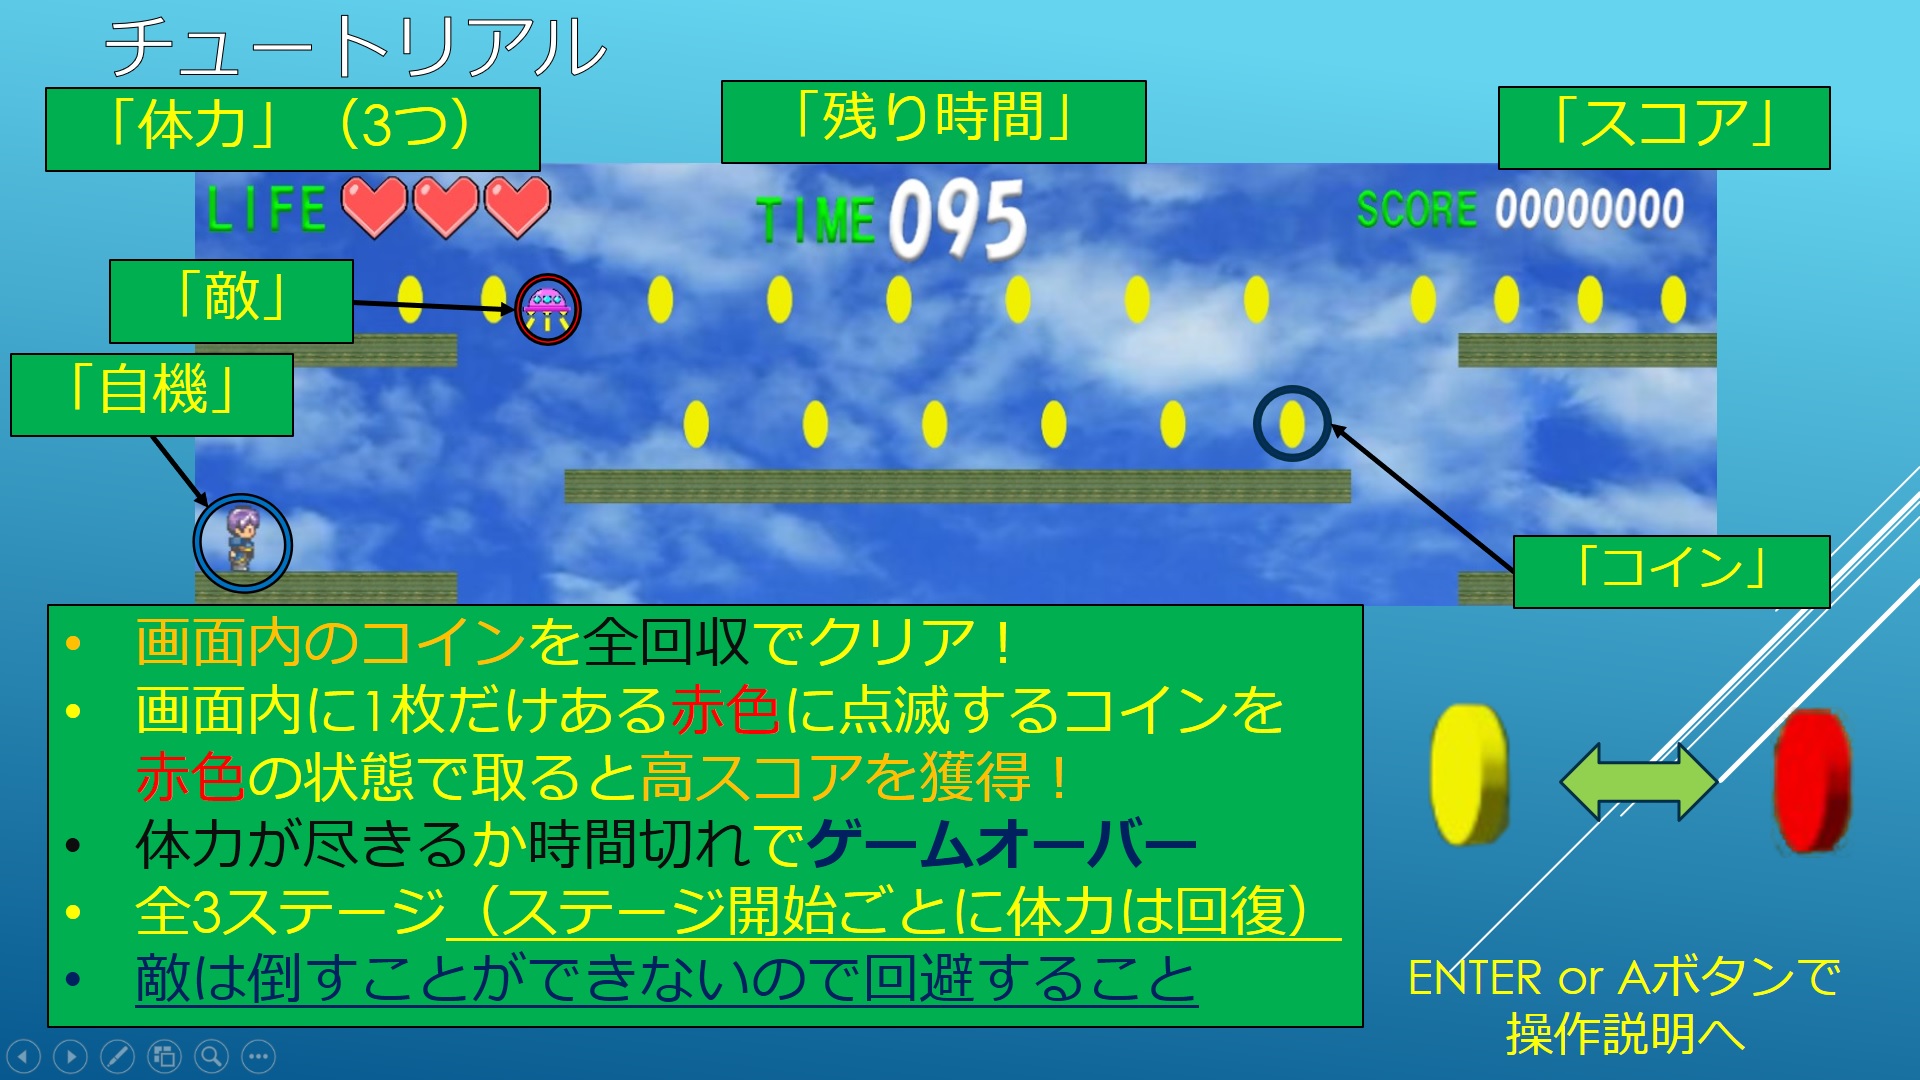 チュートリアル
「体力」（3つ）
「残り時間」
「スコア」
LIFE
TIME 095
SCORE 00000000
「敵」
「自機」
「コイン」
• 画面内のコインを全回収でクリア！
• 画面内に1枚だけある赤色に点滅するコインを
赤色の状態で取ると高スコアを獲得！
• 体力が尽きるか時間切れでゲームオーバー
• 全3ステージ（ステージ開始ごとに体力は回復）
• 敵は倒すことができないので回避すること
ENTER or Aボタンで
操作説明へ